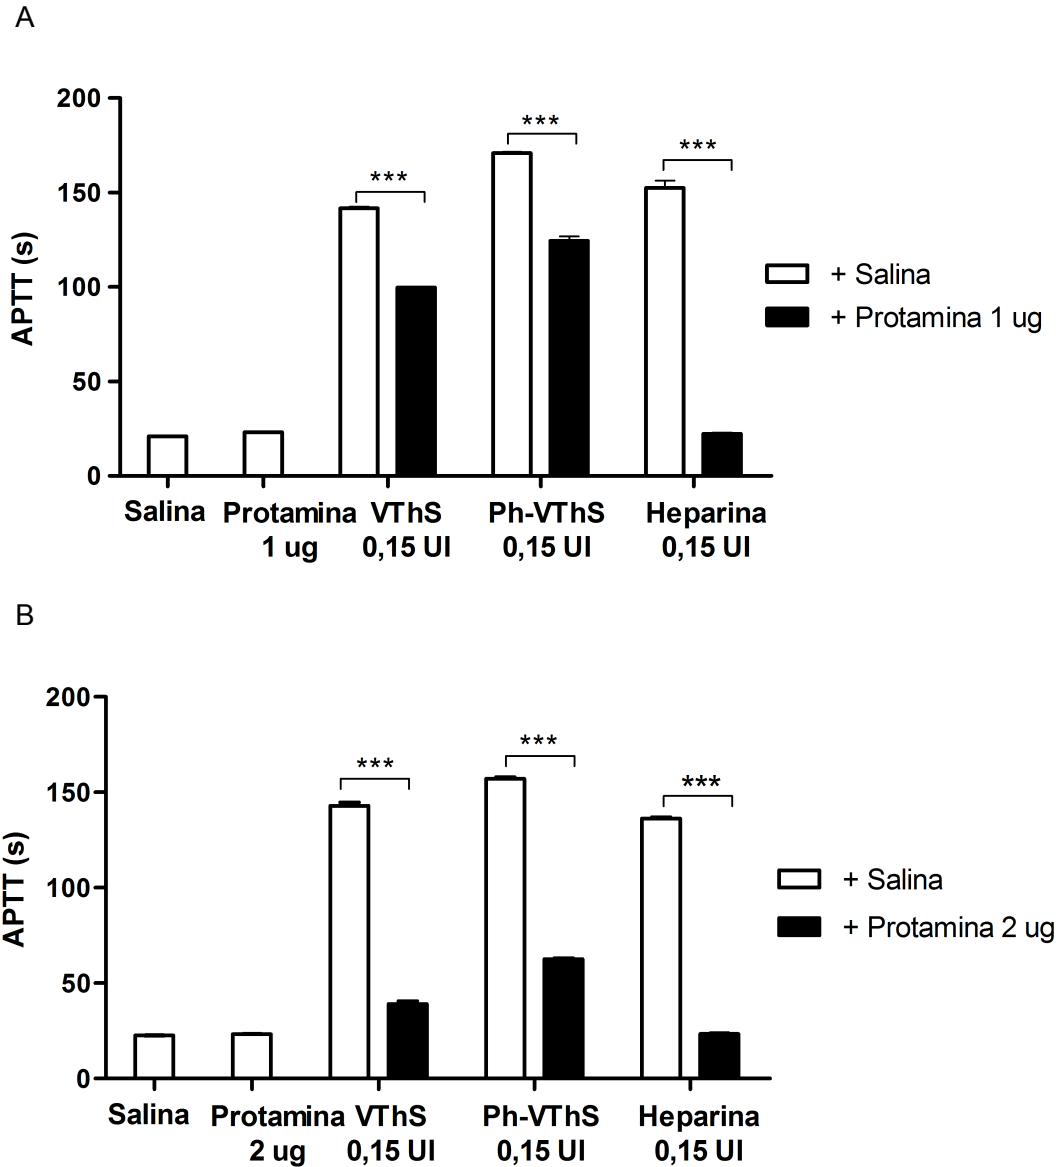 A
200
150
100
50
0
APTT (s)
***
***
***
+ Salina
+ Protamina 1 ug
Salina Protamina VThS Ph-VThS Heparina
1 ug 0,15 UI 0,15 UI 0,15 UI
B
200
150
100
50
0
APTT (s)
***
***
***
+ Salina
+ Protamina 2 ug
Salina Protamina VThS Ph-VThS Heparina
2 ug 0,15 UI 0,15 UI 0,15 UI